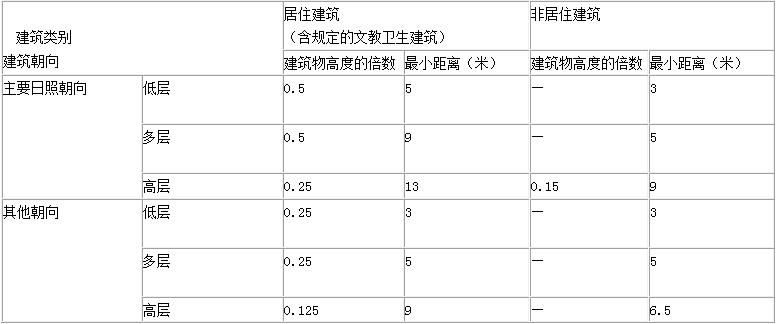 居住建筑 非居住建筑
建筑类别 （含规定的文教卫生建筑）
建筑朝向 建筑物高度的倍数 最小距离（米） 建筑物高度的倍数 最小距离（米）
主要日照朝向 低层 0.5 5 — 3
多层 0.5 9 — 5
高层 0.25 13 0.15 9
其他朝向 低层 0.25 3 — 3
多层 0.25 5 — 5
高层 0.125 9 — 6.5